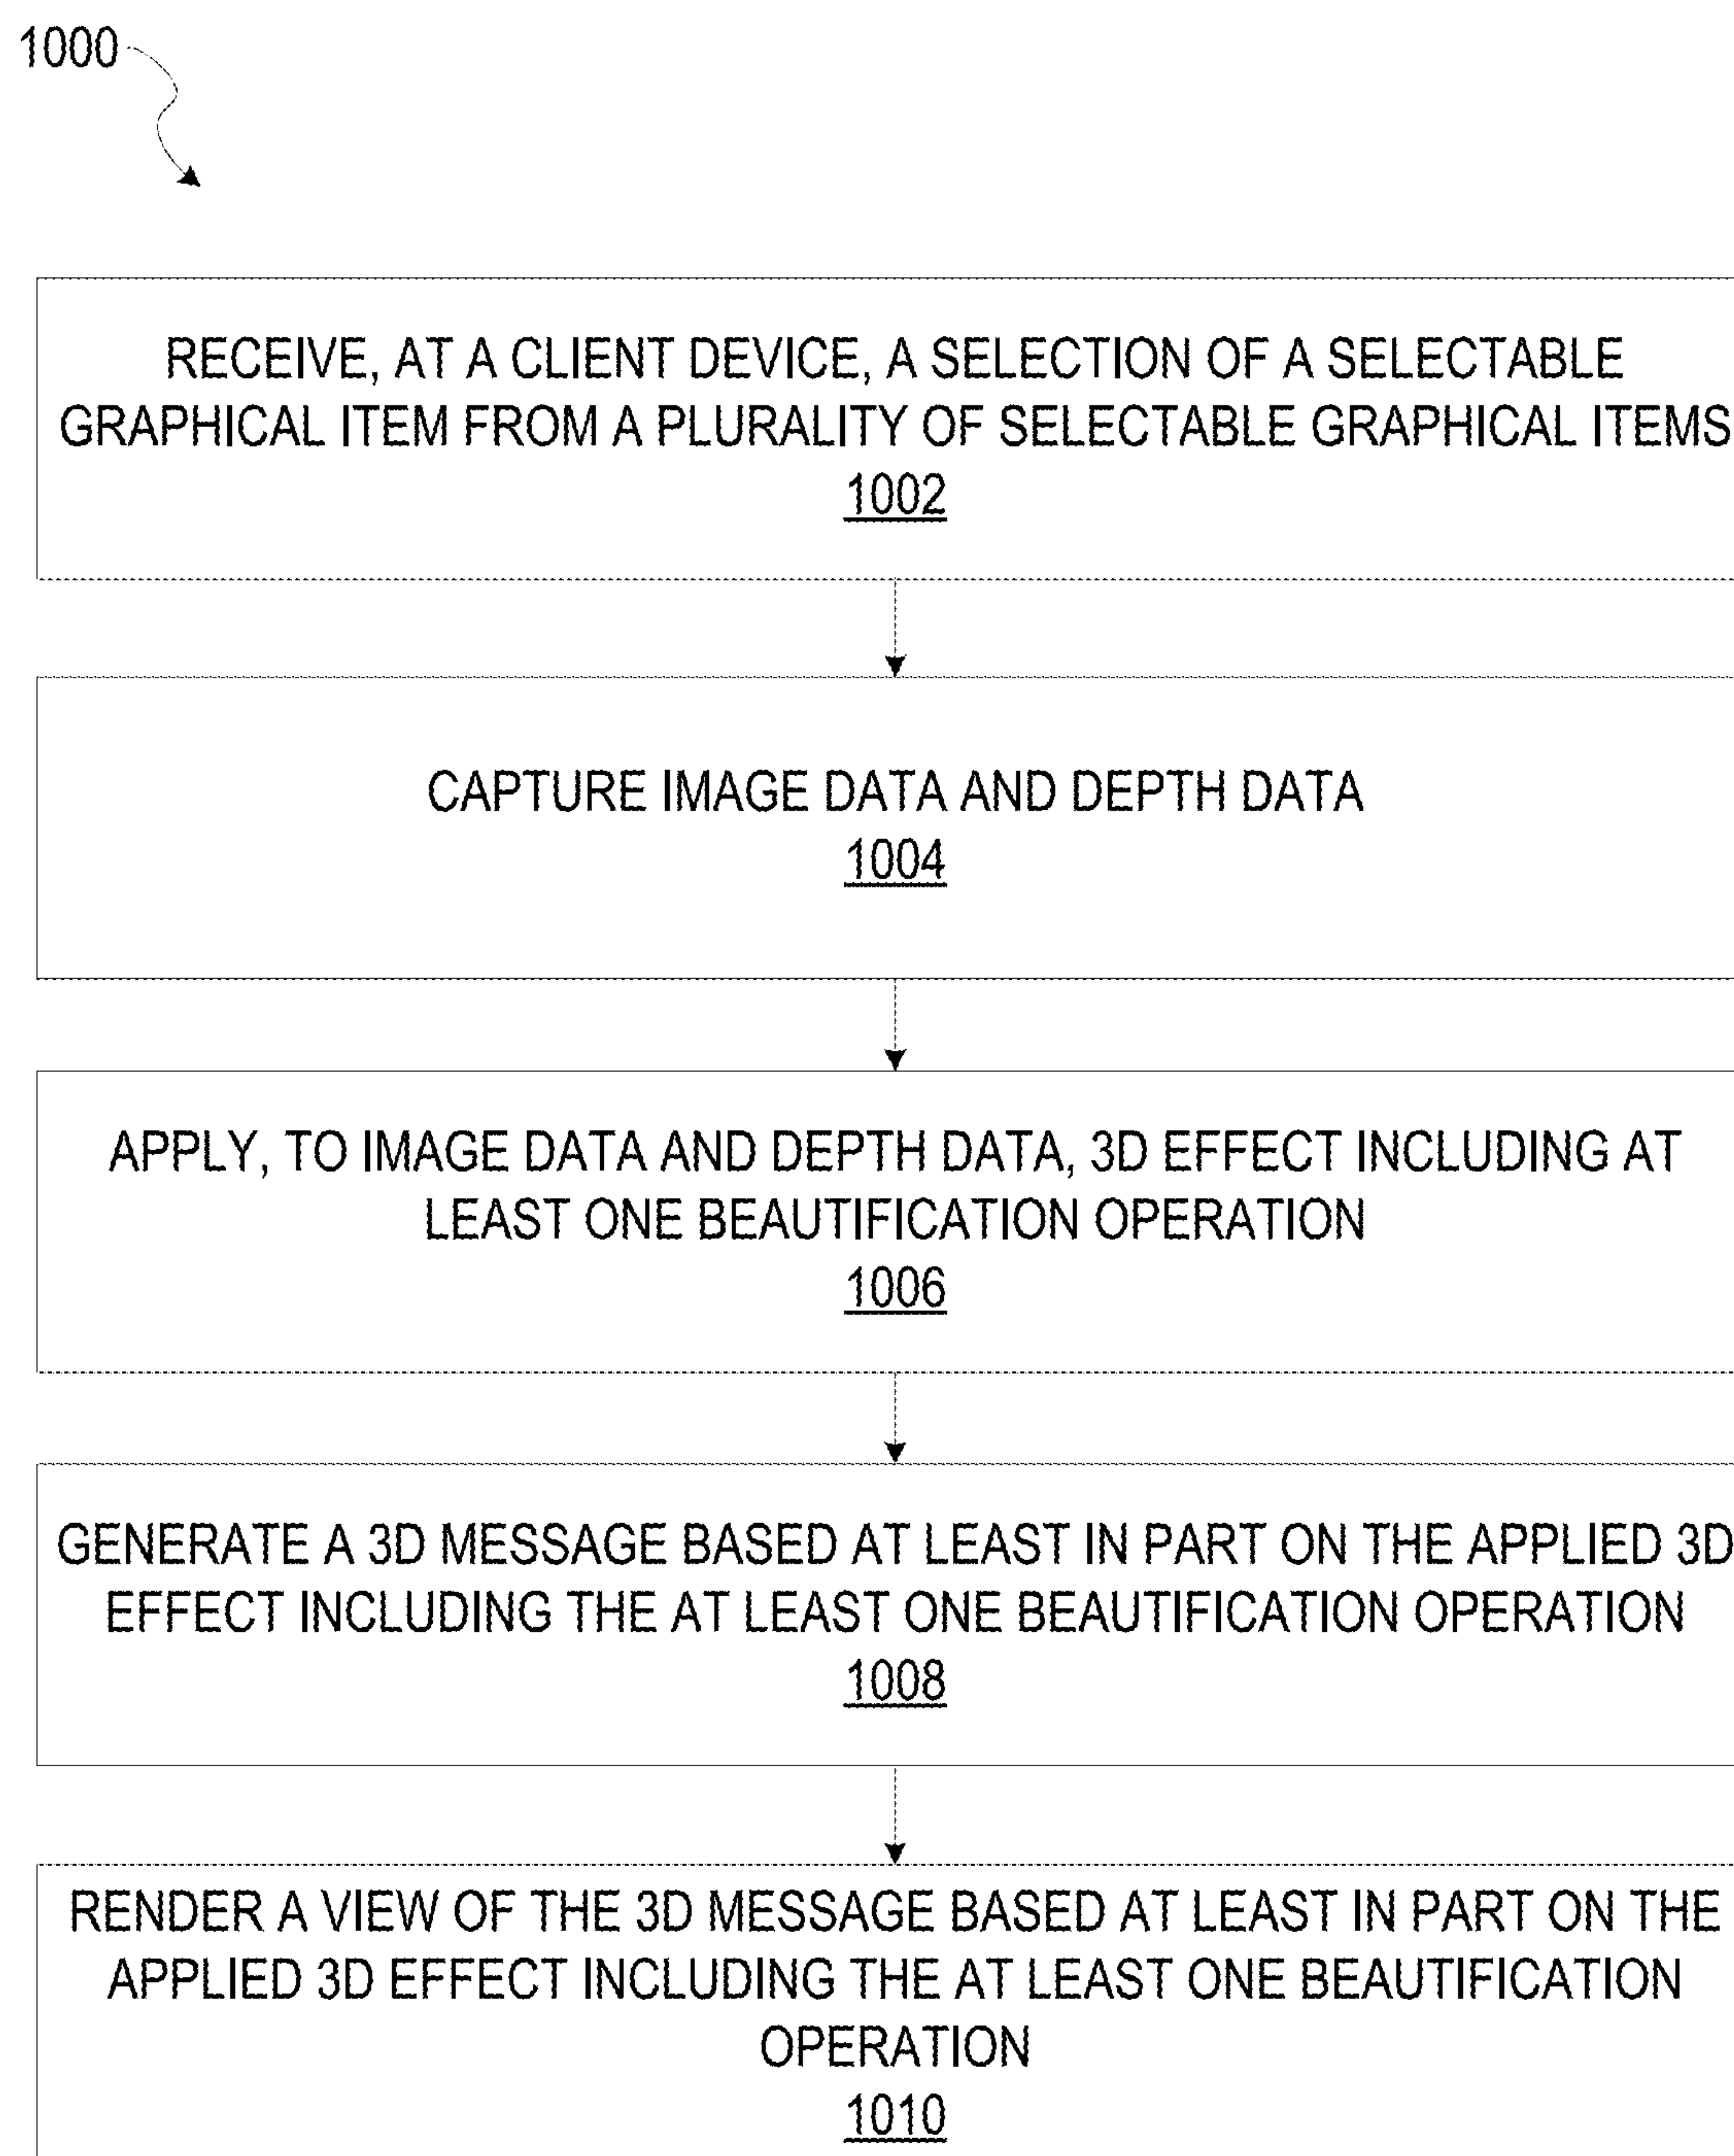 1000
RECEIVE, AT A CLIENT DEVICE, A SELECTION OF A SELECTABLE
GRAPHICAL ITEM FROM A PLURALITY OF SELECTABLE GRAPHICAL ITEMS
1002
CAPTURE IMAGE DATA AND DEPTH DATA
1004
APPLY, TO IMAGE DATA AND DEPTH DATA, 3D EFFECT INCLUDING AT
LEAST ONE BEAUTIFICATION OPERATION
1006
GENERATE A 3D MESSAGE BASED AT LEAST IN PART ON THE APPLIED 3D
EFFECT INCLUDING THE AT LEAST ONE BEAUTIFICATION OPERATION
1008
RENDER A VIEW OF THE 3D MESSAGE BASED AT LEAST IN PART ON THE
APPLIED 3D EFFECT INCLUDING THE AT LEAST ONE BEAUTIFICATION
OPERATION
1010